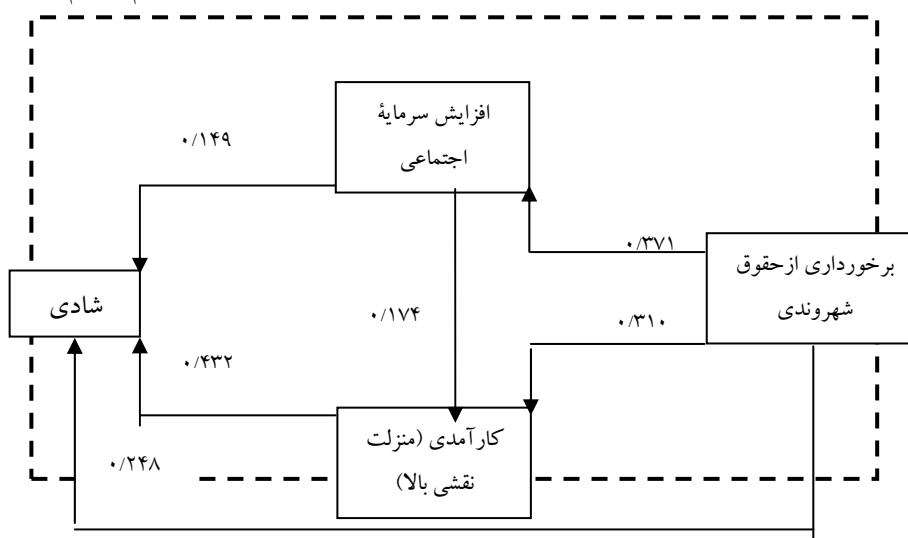 افزایش سرمایۀ
اجتماعی
۰/۱۴۹
۰/۳۷۱
برخورداری ازحقوق
شهروندی
شادی
۰/۱۷۴
۰/۳۱۰
۰/۴۳۲
کارآمدی (منزلت
نقشی بالا)
۰/۲۴۸